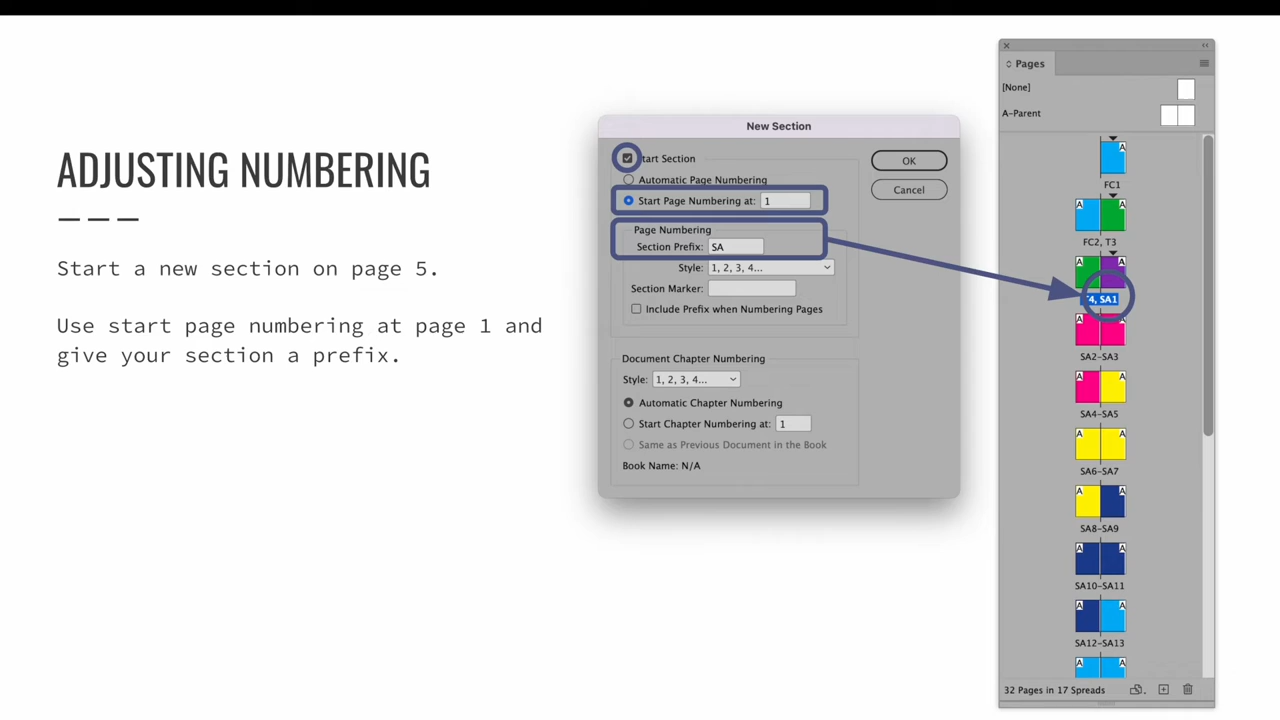 ADJUSTING NUMBERING
Start a new section on page 5.
Use start page numbering at page 1 and
give your section a prefix.
New Section
Start Section
Automatic Page Numbering
Start Page Numbering at: 1
Page Numbering
Section Prefix: SA
Style: 1, 2, 3, 4...
Section Marker:
Include Prefix when Numbering Pages
Document Chapter Numbering
Style: 1, 2, 3, 4...
Automatic Chapter Numbering
Start Chapter Numbering at: 1
Same as Previous Document in the Book
Book Name: N/A
OK
Cancel
Pages
[None]
A-Parent
A
FC1
A
A
FC2, T3
A
A
T4, SA1
A
A
SA2-SA3
A
A
SA4-SA5
A
A
SA6-SA7
A
A
SA8-SA9
A
A
SA10-SA11
A
A
SA12-SA13
A
A
32 Pages in 17 Spreads